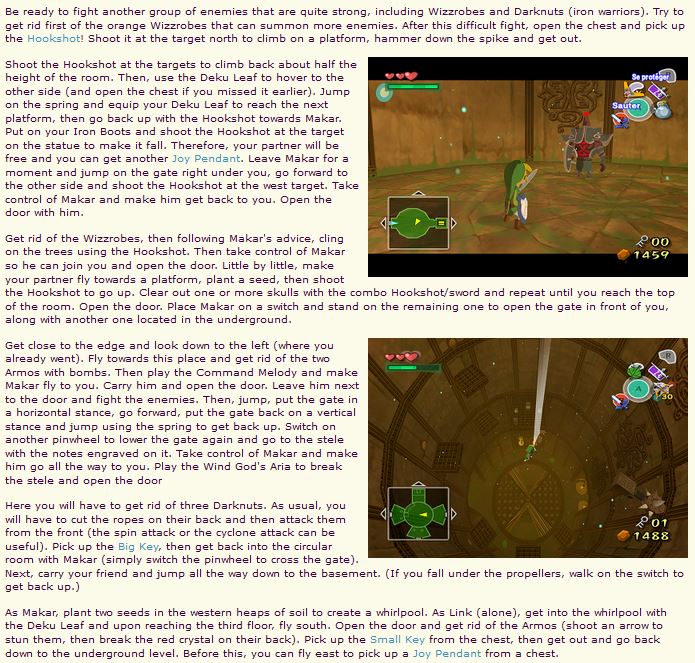 Be ready to fight another group of enemies that are quite strong, including Wizzrobes and Darknuts (iron warriors). Try to
get rid first of the orange Wizzrobes that can summon more enemies. After this difficult fight, open the chest and pick up
the Hookshot! Shoot it at the target north to climb on a platform, hammer down the spike and get out.
Shoot the Hookshot at the targets to climb back about half the
height of the room. Then, use the Deku Leaf to hover to the
other side (and open the chest if you missed it earlier). Jump
on the spring and equip your Deku Leaf to reach the next
platform, then go back up with the Hookshot towards Makar.
Put on your Iron Boots and shoot the Hookshot at the target
on the statue to make it fall. Therefore, your partner will be
free and you can get another Joy Pendant. Leave Makar for a
moment and jump on the gate right under you, go forward to
the other side and shoot the Hookshot at the west target. Take
control of Makar and make him get back to you. Open the
door with him.
Se protéger
Sauter
00
1459
Get rid of the Wizzrobes, then following Makar's advice, cling
on the trees using the Hookshot. Then take control of Makar
so he can join you and open the door. Little by little, make
your partner fly towards a platform, plant a seed, then shoot
the Hookshot to go up. Clear out one or more skulls with the combo Hookshot/sword and repeat until you reach the top
of the room. Open the door. Place Makar on a switch and stand on the remaining one to open the gate in front of you,
along with another one located in the underground.
Get close to the edge and look down to the left (where you
already went). Fly towards this place and get rid of the two
Armos with bombs. Then play the Command Melody and make
Makar fly to you. Carry him and open the door. Leave him next
to the door and fight the enemies. Then, jump, put the gate in
a horizontal stance, go forward, put the gate back on a vertical
stance and jump using the spring to get back up. Switch on
another pinwheel to lower the gate again and go to the stele
with the notes engraved on it. Take control of Makar and make
him go all the way to you. Play the Wind God's Aria to break
the stele and open the door
R
A
30
01
1488
Here you will have to get rid of three Darknuts. As usual, you
will have to cut the ropes on their back and then attack them
from the front (the spin attack or the cyclone attack can be
useful). Pick up the Big Key, then get back into the circular
room with Makar (simply switch the pinwheel to cross the gate).
Next, carry your friend and jump all the way down to the basement. (If you fall under the propellers, walk on the switch to
get back up.)
As Makar, plant two seeds in the western heaps of soil to create a whirlpool. As Link (alone), get into the whirlpool with
the Deku Leaf and upon reaching the third floor, fly south. Open the door and get rid of the Armos (shoot an arrow to
stun them, then break the red crystal on their back). Pick up the Small Key from the chest, then get out and go back
down to the underground level. Before this, you can fly east to pick up a Joy Pendant from a chest.